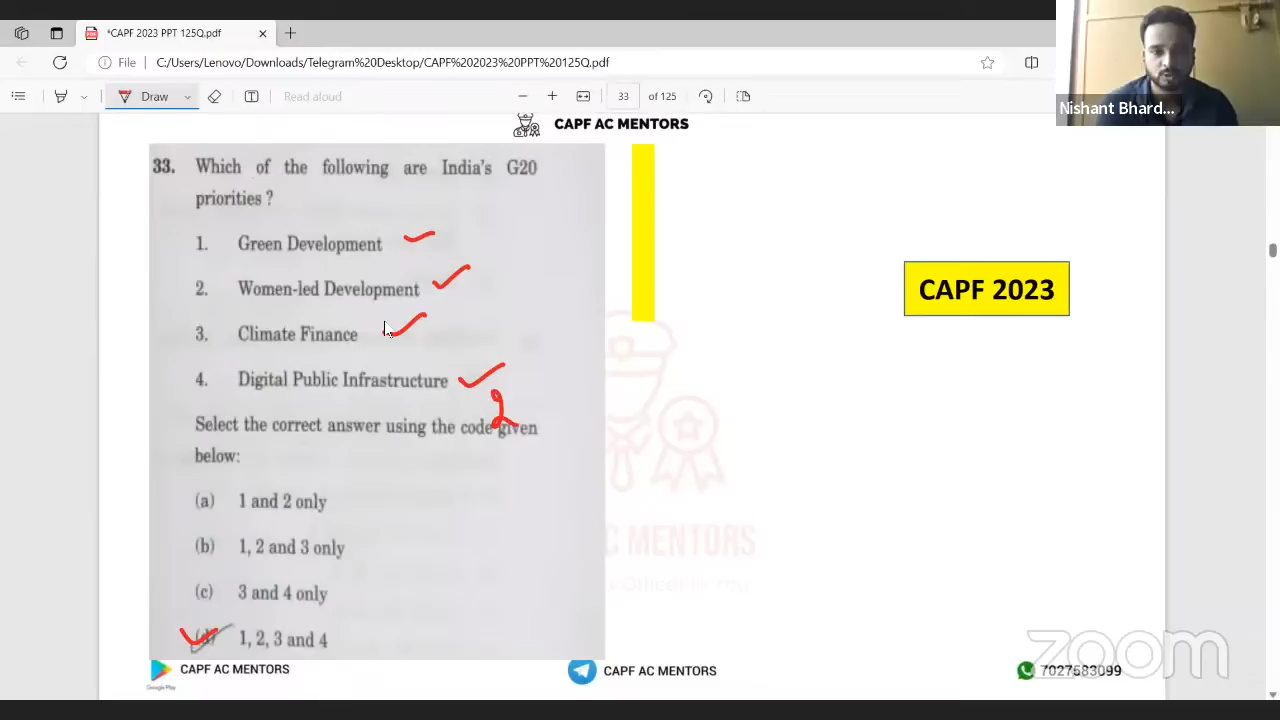 *CAPF 2023 PPT 125Q.pdf
File
C:/Users/Lenovo/Downloads/Telegram%20Desktop/CAPF%202023%20PPT%20125Q.pdf
Draw
Read aloud
33
of 125
Nishant Bhard...
CAPF AC MENTORS
33. Which of the following are India's G20
priorities ?
1. Green Development
2. Women-led Development
3. Climate Finance
4. Digital Public Infrastructure
2
Select the correct answer using the code given
below:
(a) 1 and 2 only
(b) 1, 2 and 3 only
(c) 3 and 4 only
(d) 1, 2, 3 and 4
CAPF 2023
MENTORS
zoom
Google Play
CAPF AC MENTORS
CAPF AC MENTORS
7027583099